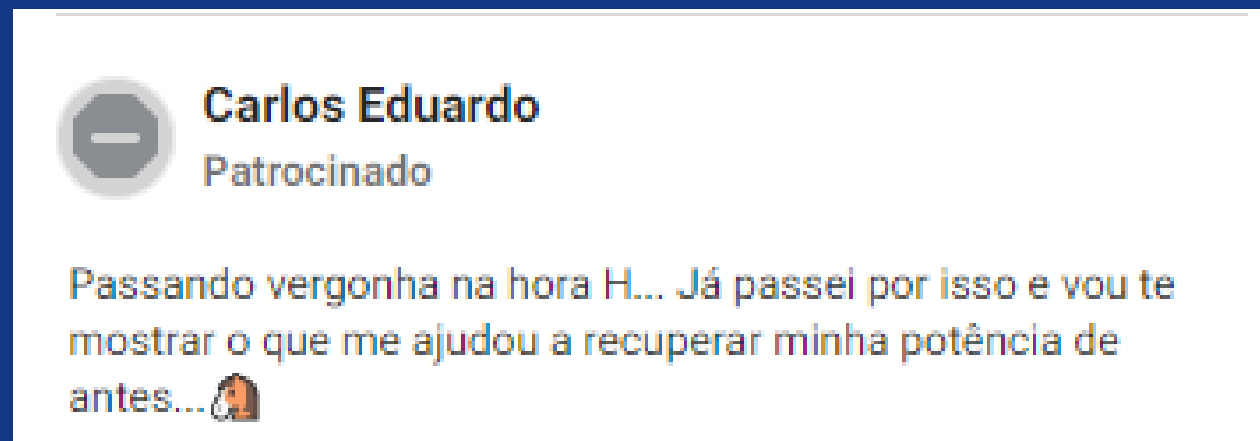 Carlos Eduardo
Patrocinado
Passando vergonha na hora H... Já passei por isso e vou te
mostrar o que me ajudou a recuperar minha potência de
antes...